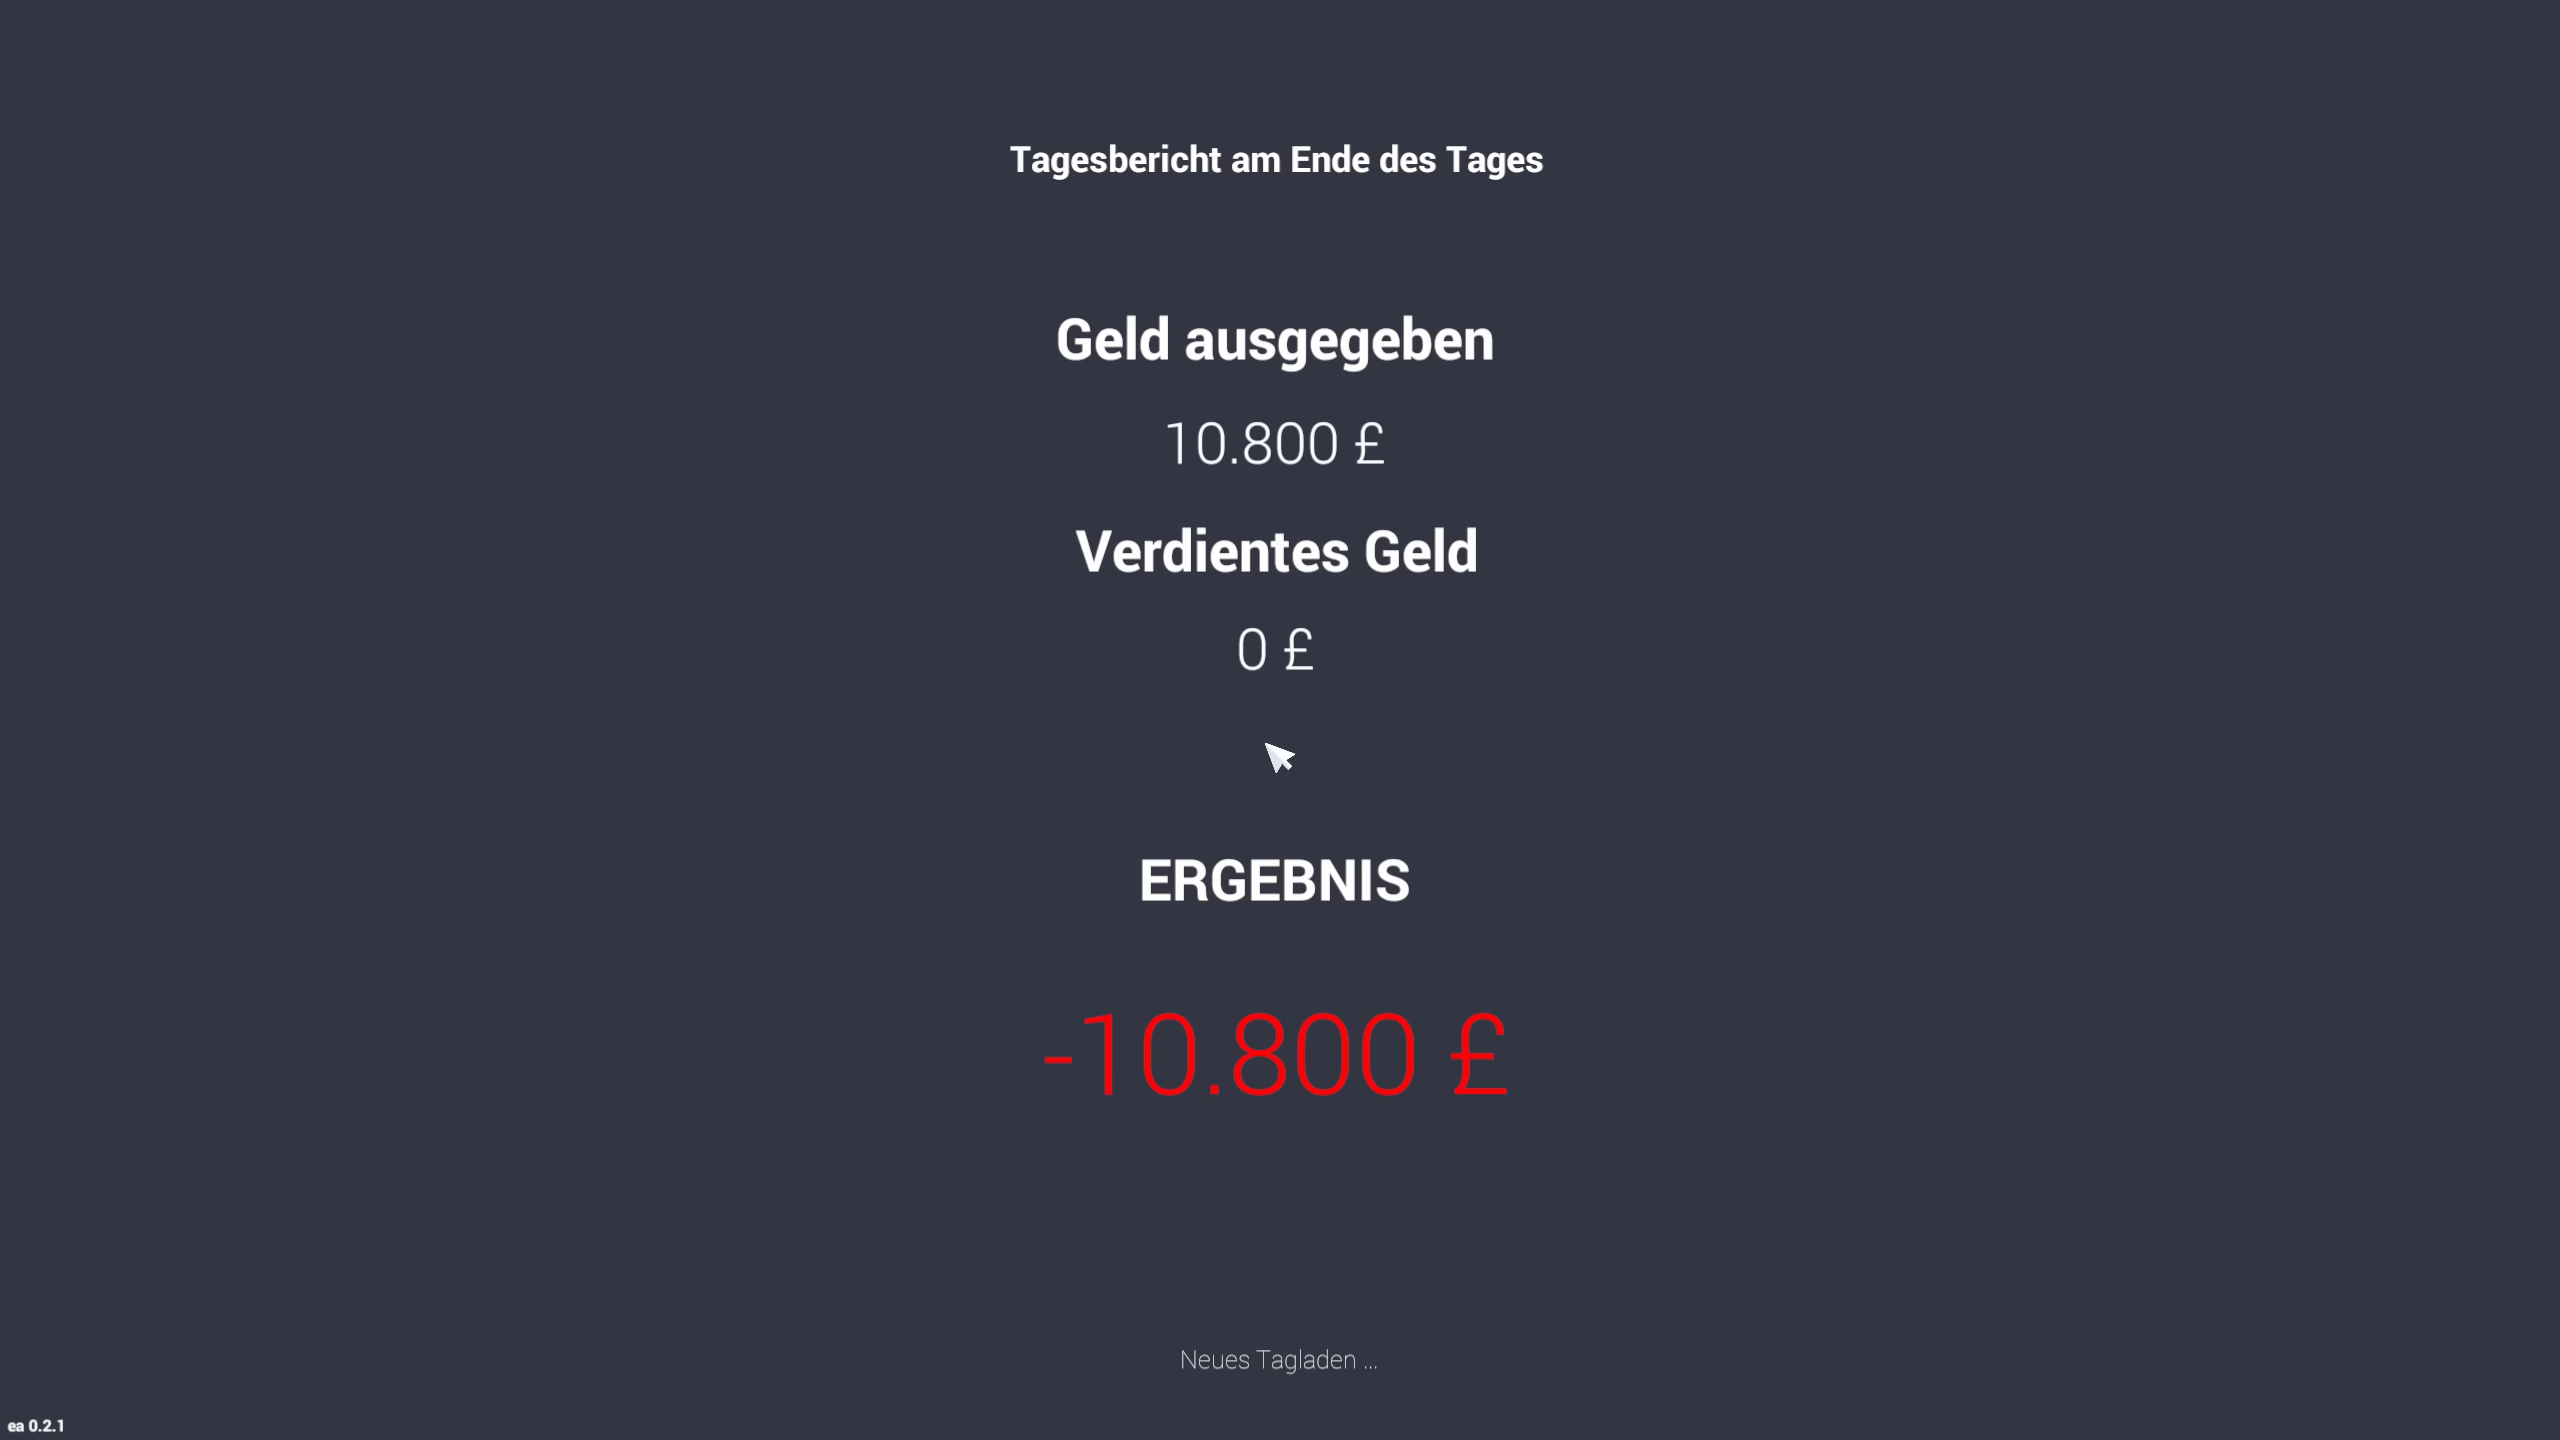 Tagesbericht am Ende des Tages
Geld ausgegeben
10.800 £
Verdientes Geld
0 £
ERGEBNIS
-10.800 £
Neues Tagladen ...
ea 0.2.1